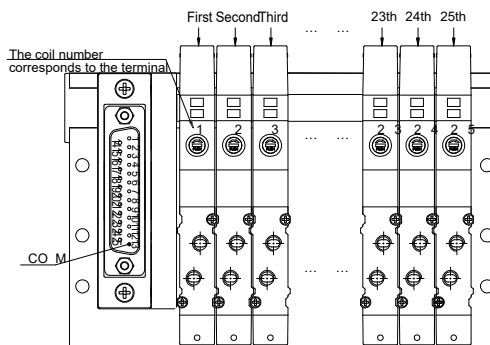 First Second Third 23th 24th 25th
... ...
The coil number
corresponds to the terminal
1 2 3 ... ... 2 3 2 4 2 5
CO M
... ...
... ...